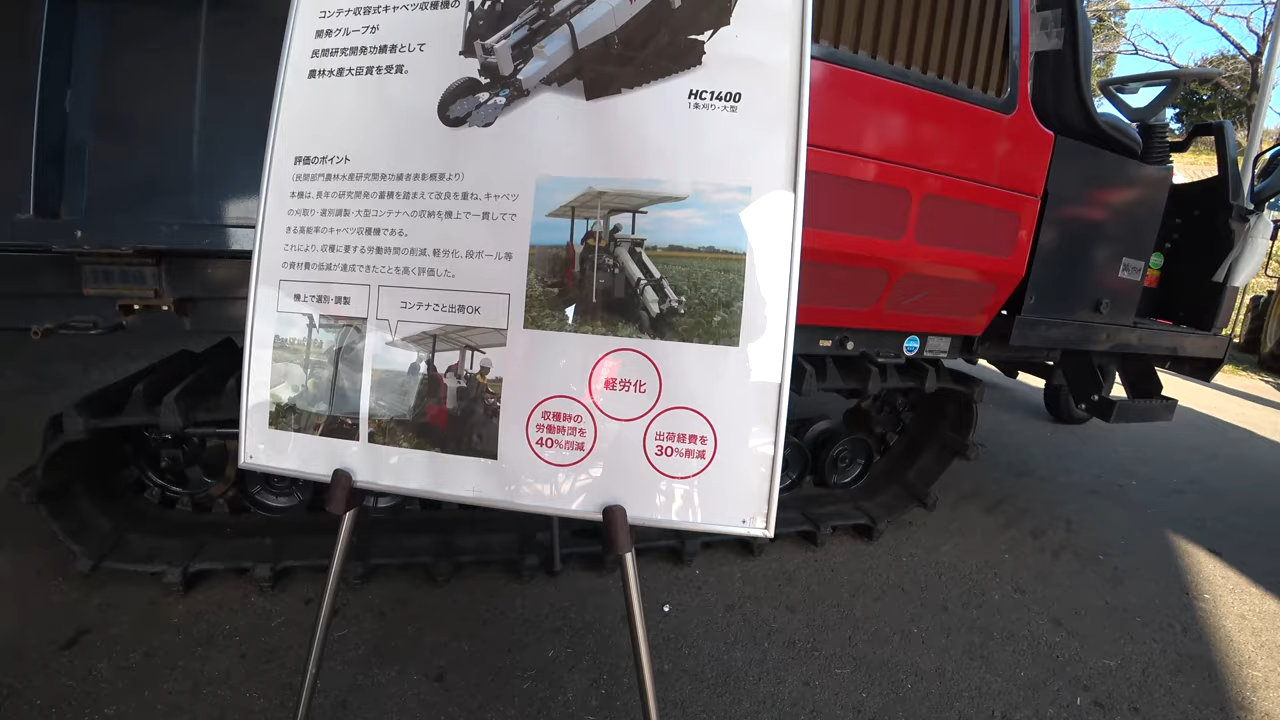 コンテナ収容式キャベツ収穫機の
開発グループが
民間研究開発功績者として
農林水産大臣賞を受賞。
HC1400
1条刈り・大型
評価のポイント
（民間部門農林水産研究開発功績者表彰概要より）
本機は、長年の研究開発の蓄積を踏まえて改良を重ね、キャベツ
の刈取り・選別調製・大型コンテナへの収納を機上で一貫してで
きる高能率のキャベツ収穫機である。
これにより、収穫に要する労働時間の削減、軽労化、段ボール等
の資材費の低減が達成できたことを高く評価した。
機上で選別・調製
コンテナごと出荷OK
軽労化
収穫時の
労働時間を
40%削減
出荷経費を
30%削減